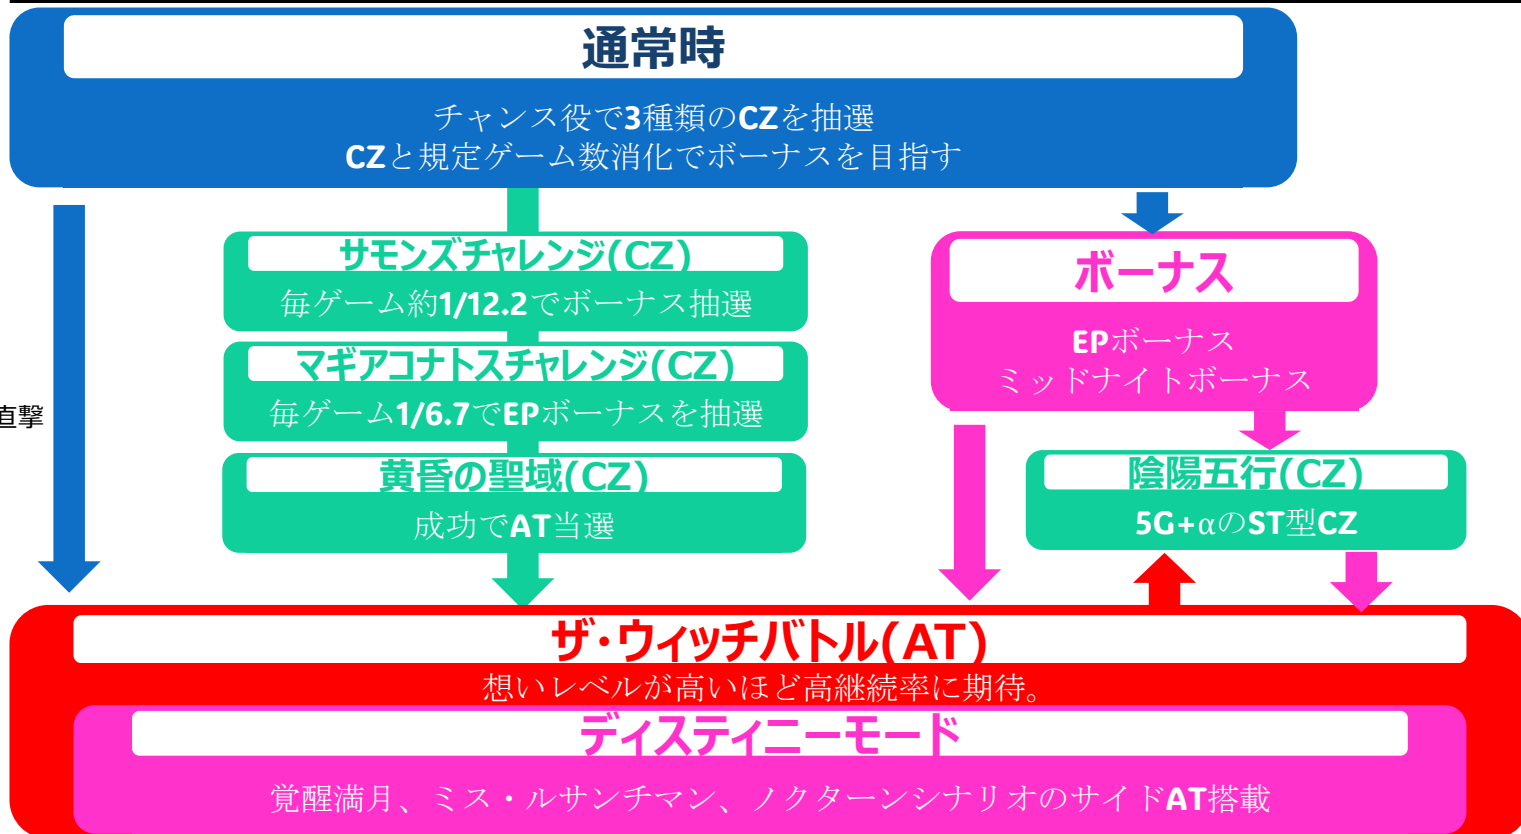 通常時
チャンス役で3種類のCZを抽選
CZと規定ゲーム数消化でボーナスを目指す
サモンズチャレンジ(CZ)
毎ゲーム約1/12.2でボーナス抽選
マギアコナトスチャレンジ(CZ)
毎ゲーム1/6.7でEPボーナスを抽選
黄昏の聖域(CZ)
成功でAT当選
直撃
ボーナス
EPボーナス
ミッドナイトボーナス
陰陽五行(CZ)
5G+αのST型CZ
ザ・ウィッチバトル(AT)
想いレベルが高いほど高継続率に期待。
ディスティニーモード
覚醒満月、ミス・ルサンチマン、ノクターンシナリオのサイドAT搭載